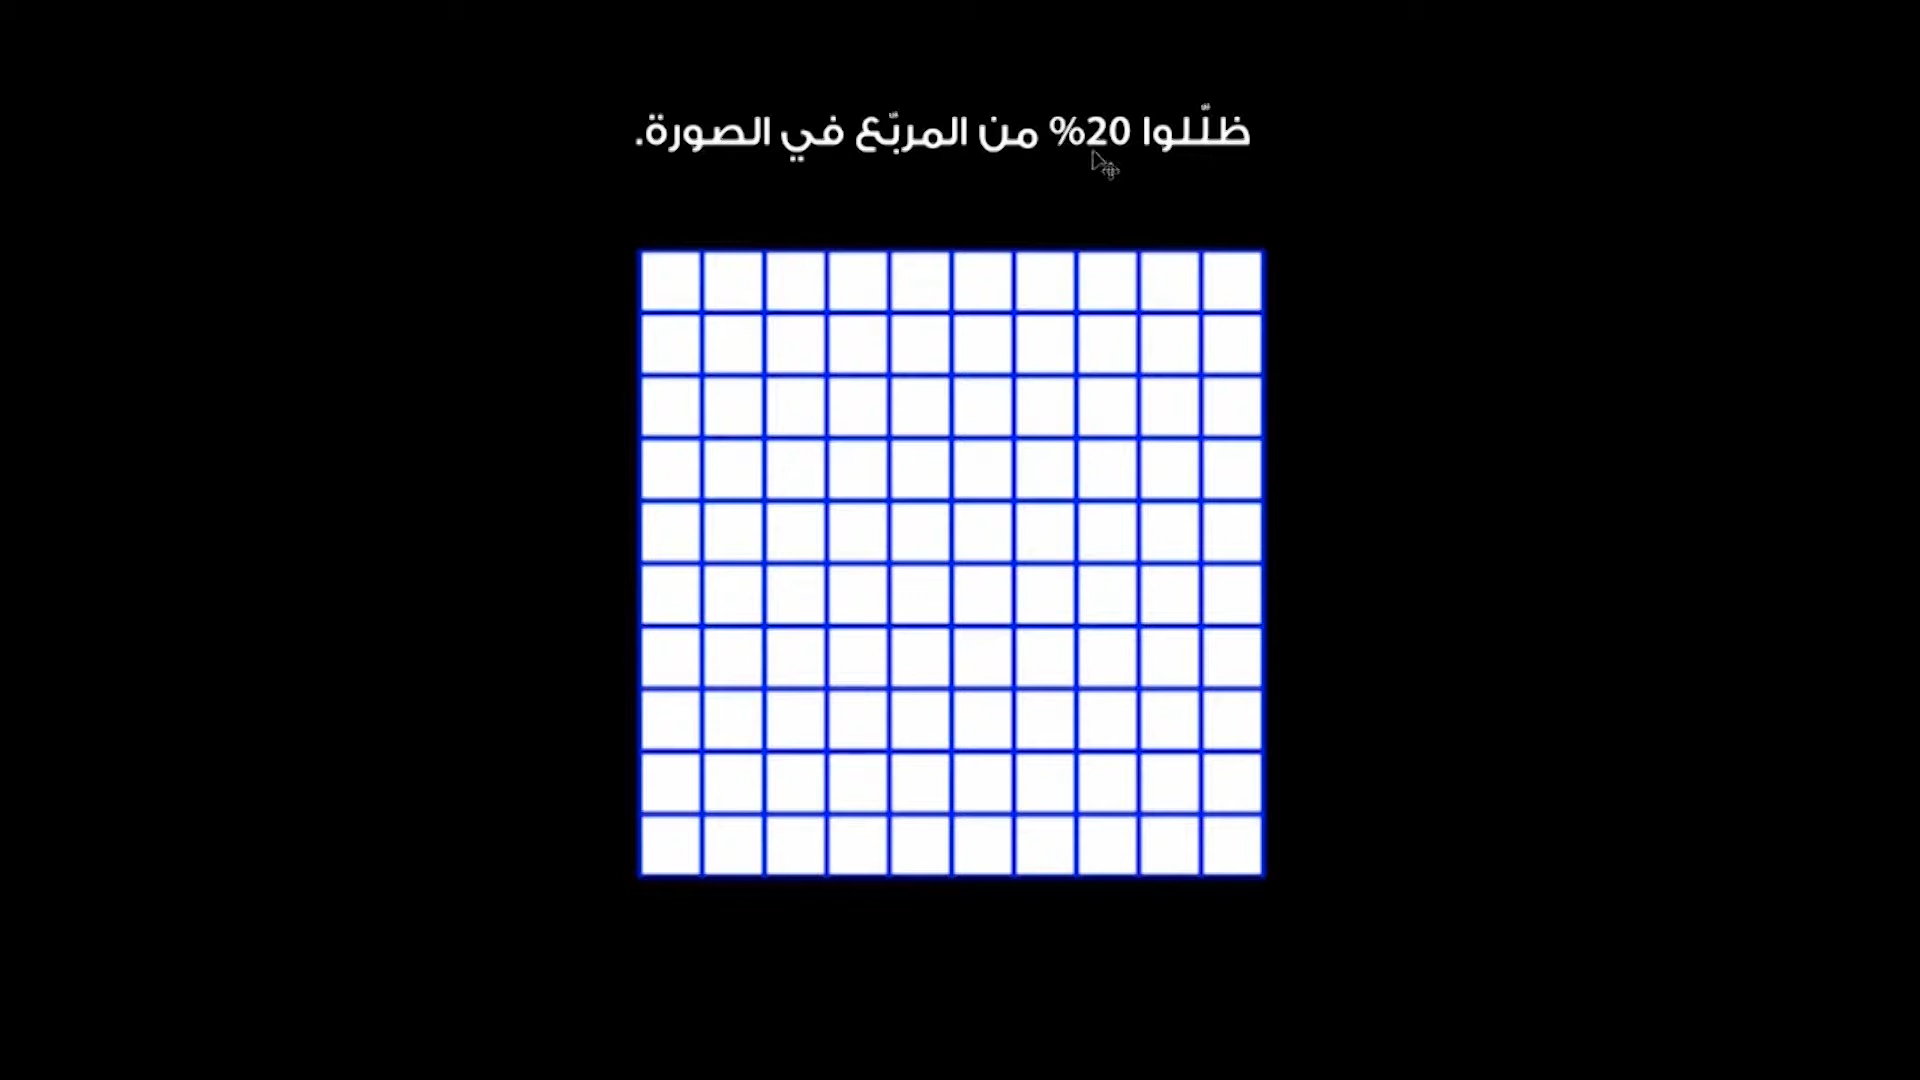 ظلّلوا 20% من المربّع في الصورة.